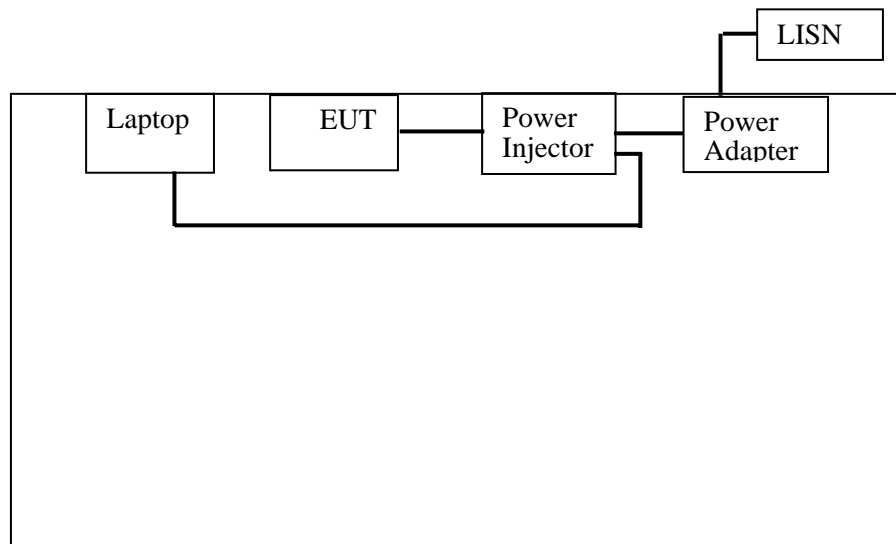 LISN
Laptop
EUT
Power
Injector
Power
Adapter